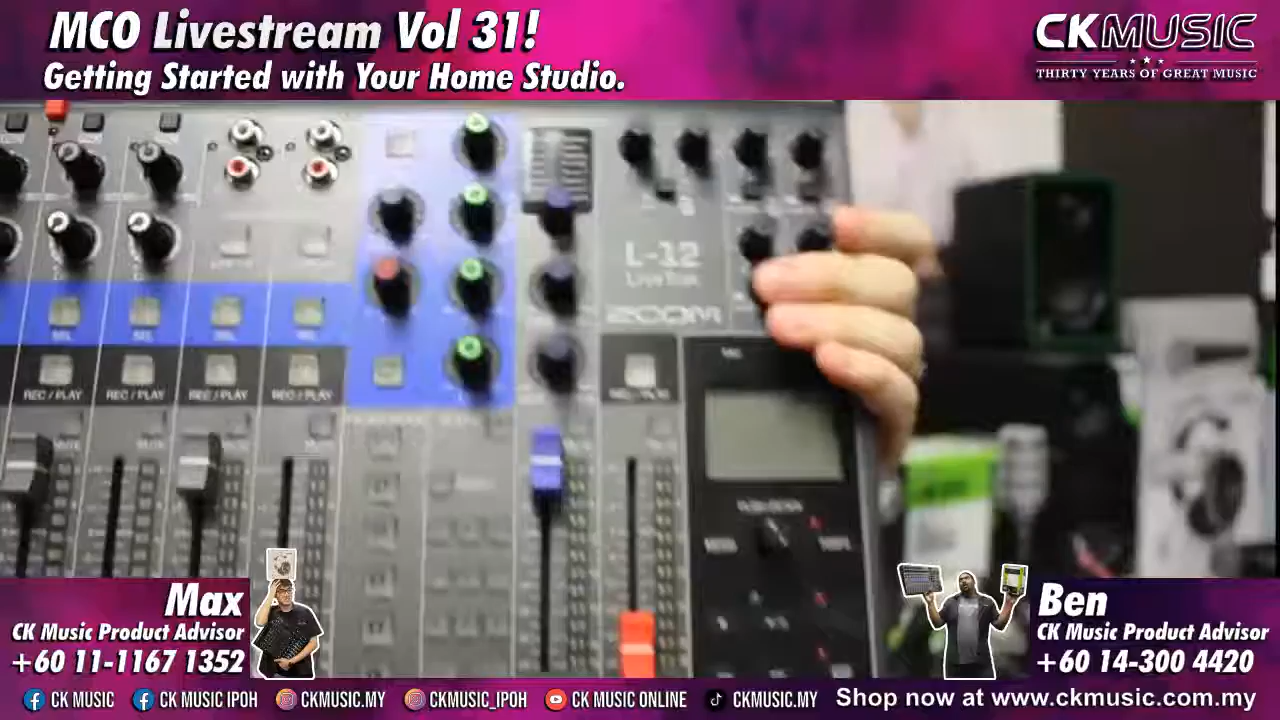 MCO Livestream Vol 31!
Getting Started with Your Home Studio.
CKMUSIC
THIRTY YEARS OF GREAT MUSIC
L-12
LiveTrak
ZOOM
REC / PLAY
REC / PLAY
REC / PLAY
REC / PLAY
Max
CK Music Product Advisor
+60 11-1167 1352
Ben
CK Music Product Advisor
+60 14-300 4420
CK MUSIC
CK MUSIC IPOH
CKMUSIC.MY
CKMUSIC_IPOH
CK MUSIC ONLINE
CKMUSIC.MY
Shop now at www.ckmusic.com.my